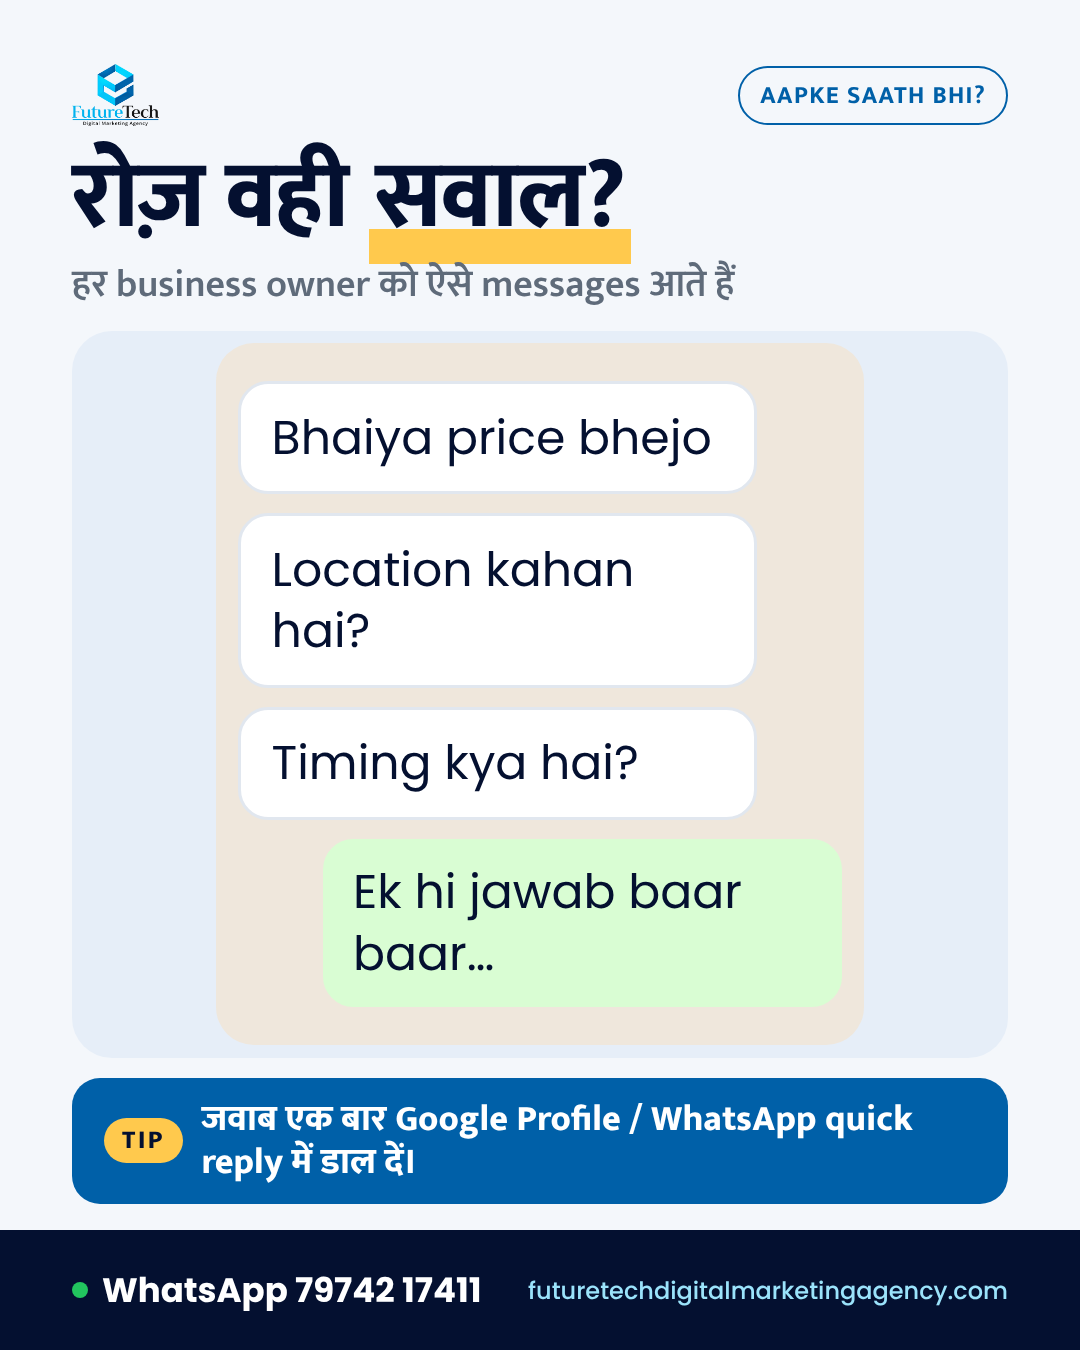 FutureTech
Digital Marketing Agency
AAPKE SAATH BHI?
रोज़ वही सवाल?
हर business owner को ऐसे messages आते हैं
Bhaiya price bhejo
Location kahan
hai?
Timing kya hai?
Ek hi jawab baar
baar...
TIP
जवाब एक बार Google Profile / WhatsApp quick
reply में डाल दें।
WhatsApp 79742 17411
futuretechdigitalmarketingagency.com